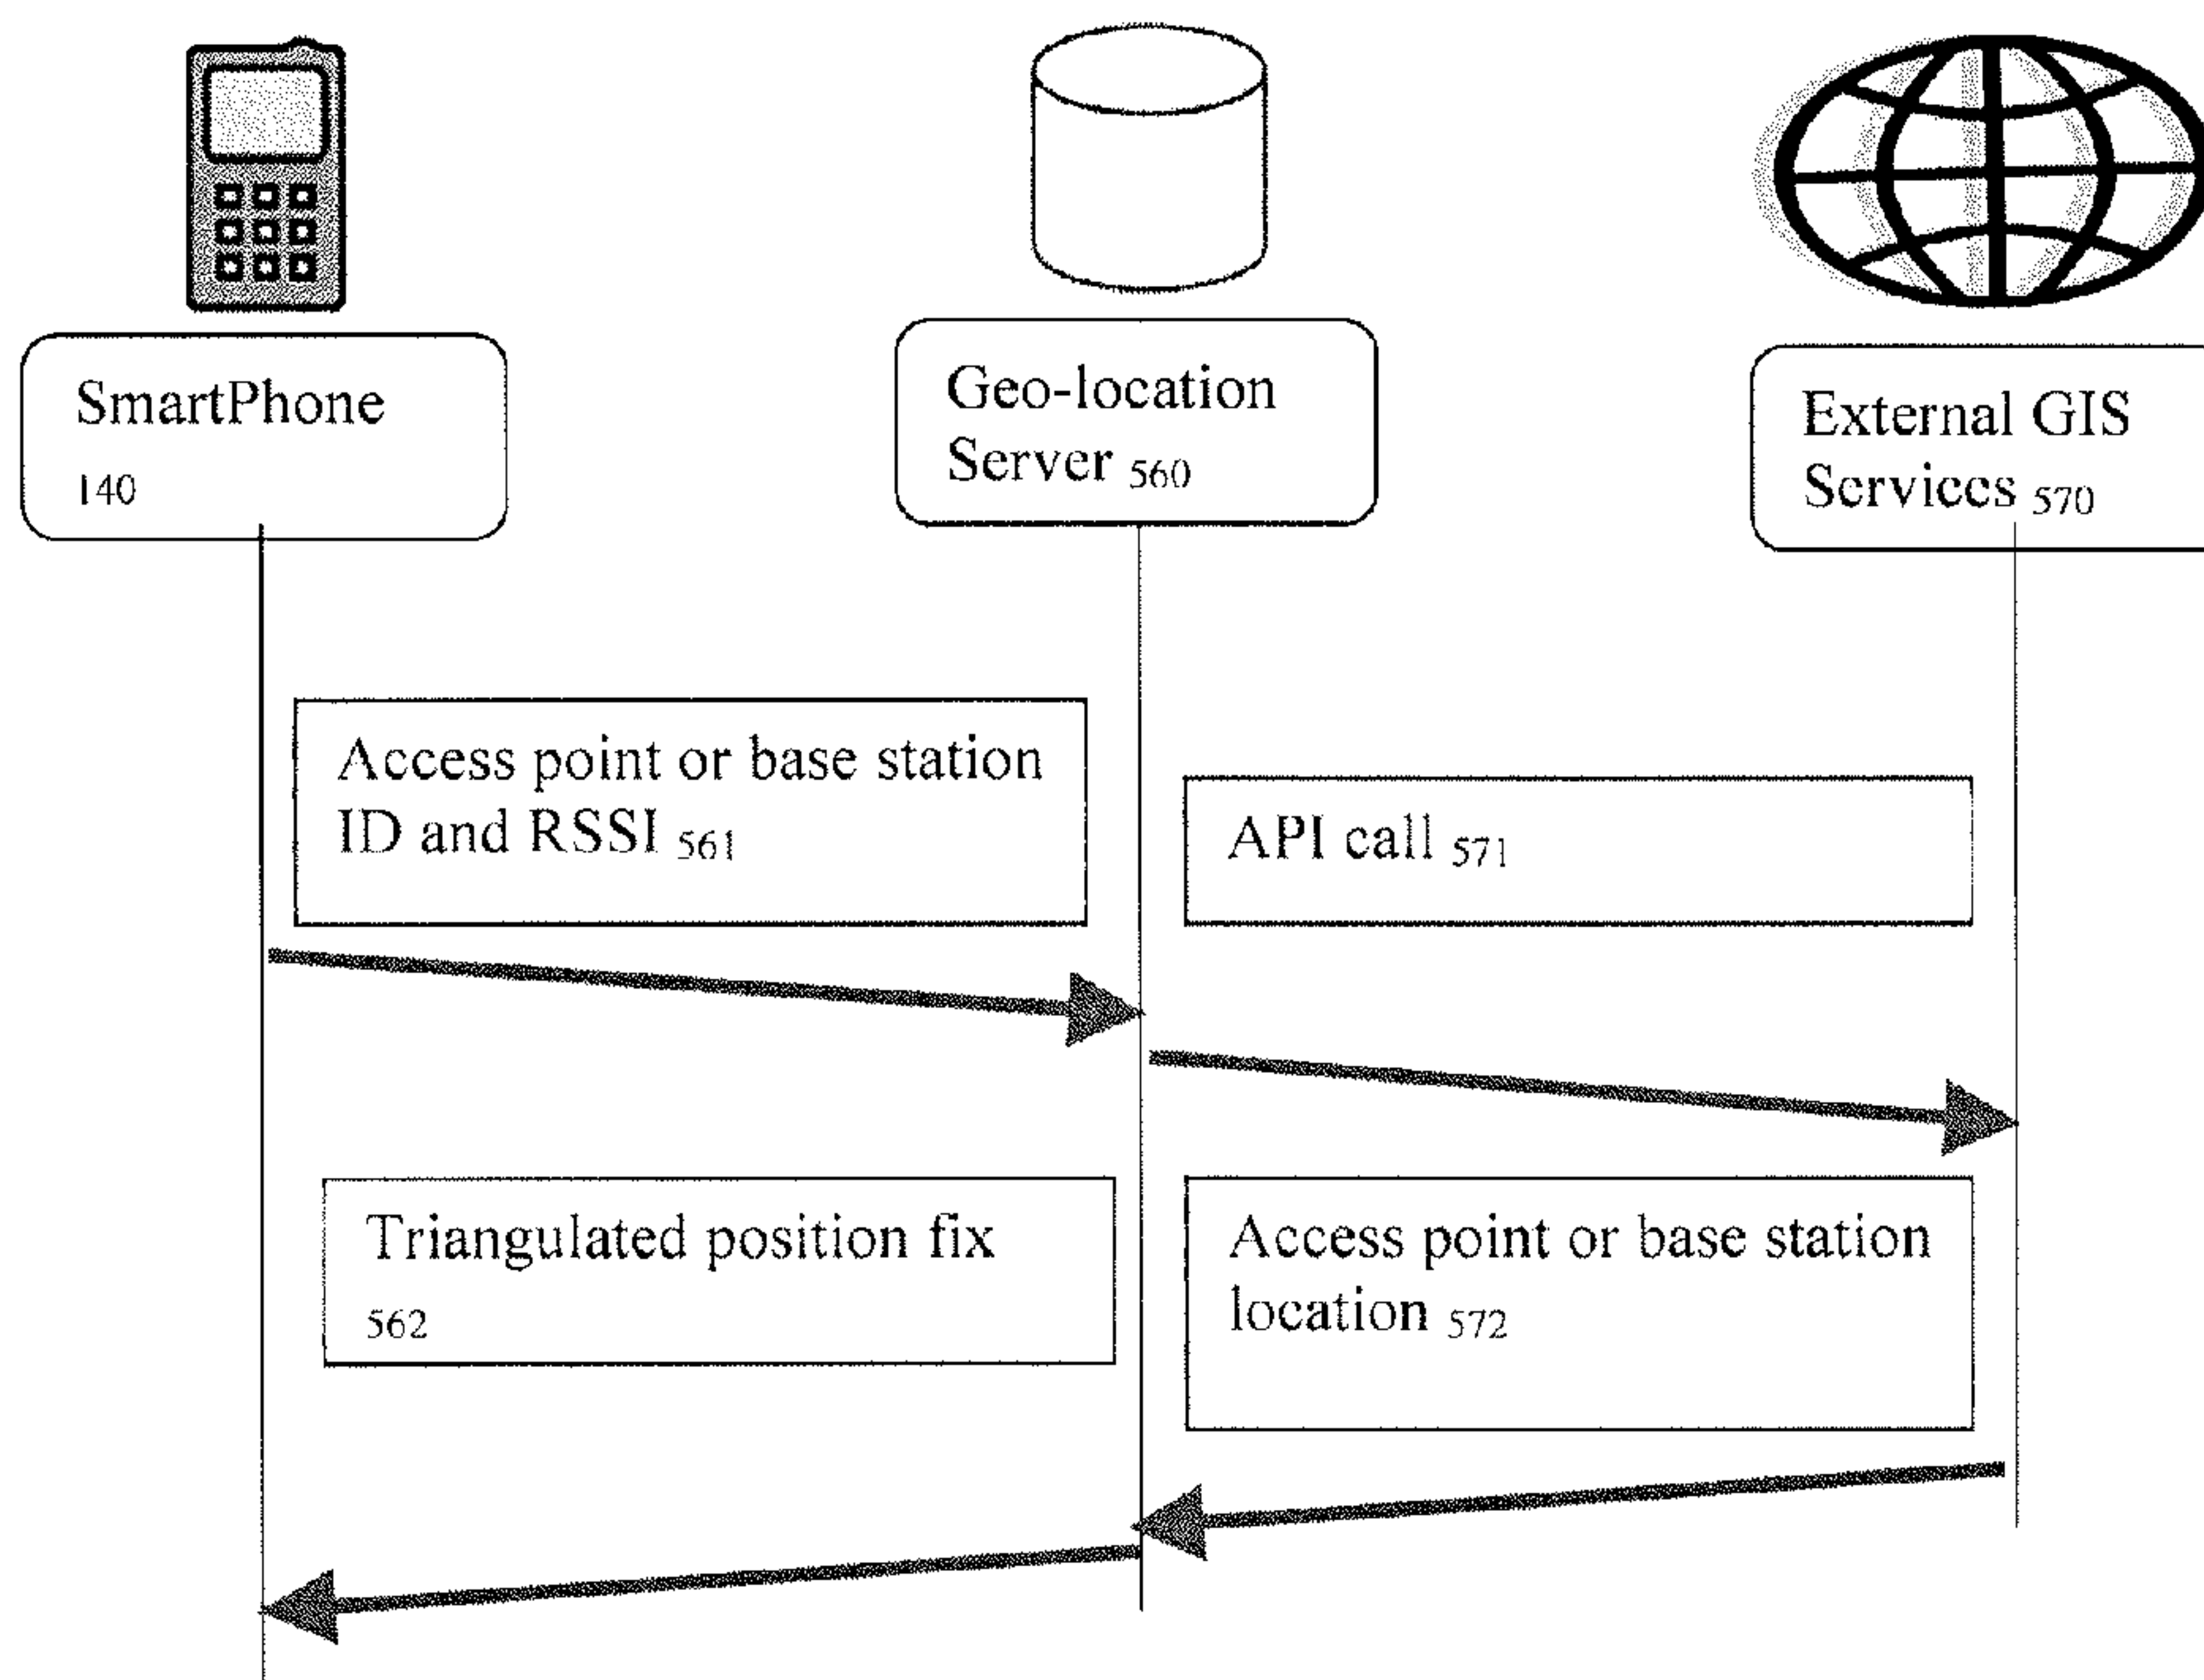 SmartPhone
140
Geo-location
Server 560
External GIS
Services 570
Access point or base station
ID and RSSI 561
API call 571
Triangulated position fix
562
Access point or base station
location 572